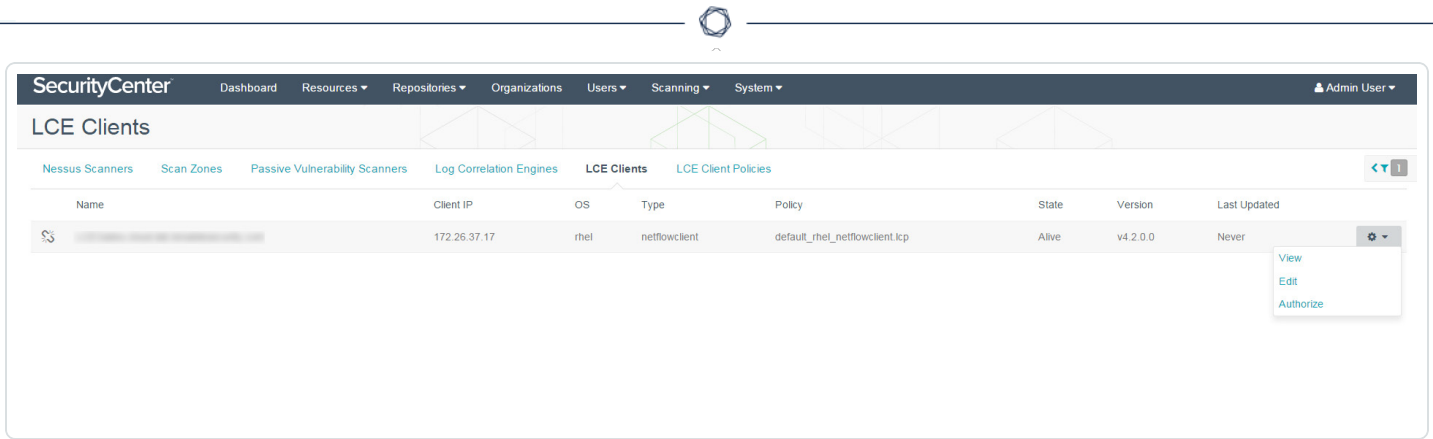 SecurityCenter Dashboard Resources Repositories Organizations Users Scanning System Admin User
LCE Clients
Nessus Scanners Scan Zones Passive Vulnerability Scanners Log Correlation Engines LCE Clients LCE Client Policies 1
Name Client IP OS Type Policy State Version Last Updated
172.26.37.17 rhel netflowclient default_rhel_netflowclient.lcp Alive v4.2.0.0 Never
View
Edit
Authorize